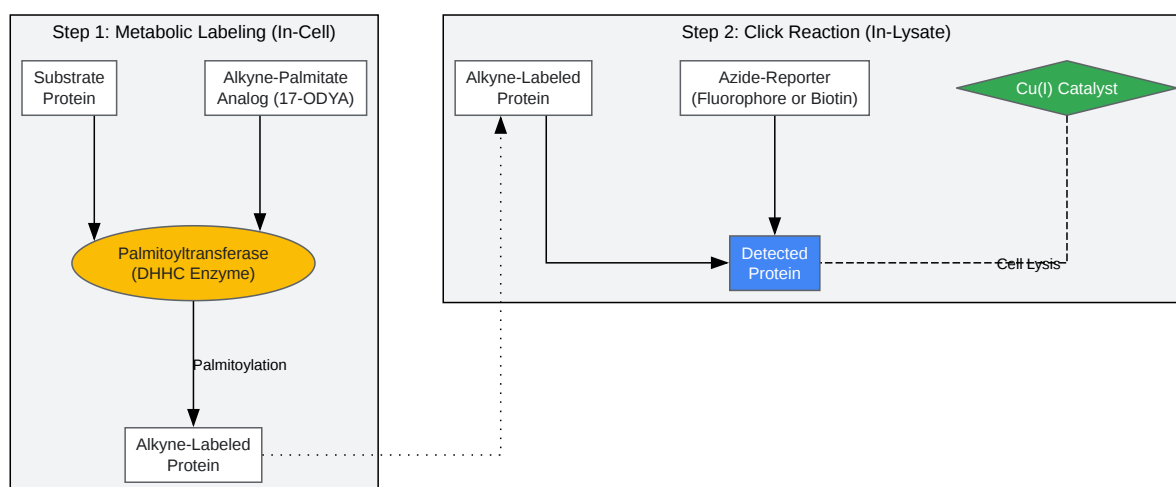 Step 1: Metabolic Labeling (In-Cell)
Substrate
Protein
Alkyne-Palmitate
Analog (17-ODYA)
Palmitoyltransferase
(DHHC Enzyme)
Palmitoylation
Alkyne-Labeled
Protein
Step 2: Click Reaction (In-Lysate)
Alkyne-Labeled
Protein
Azide-Reporter
(Fluorophore or Biotin)
Cu(I) Catalyst
Detected
Protein
Cell Lysis